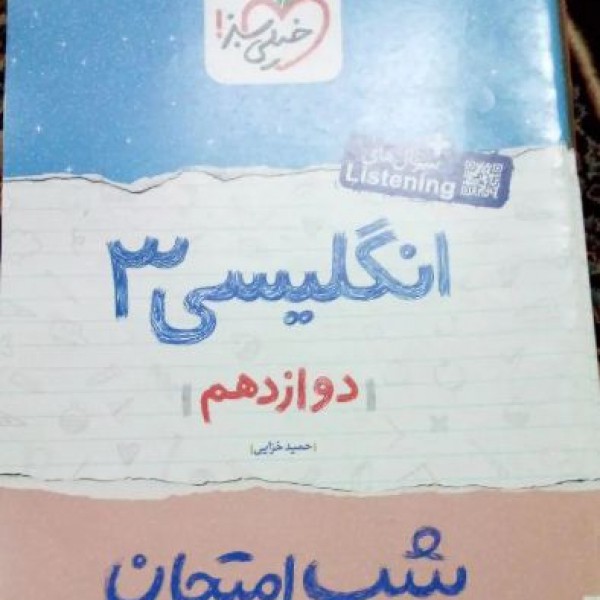 خیلی سبز!
+ سوال‌های
Listening
انگلیسی ۳
دوازدهم
(حمید خزایی)
شب امتحان